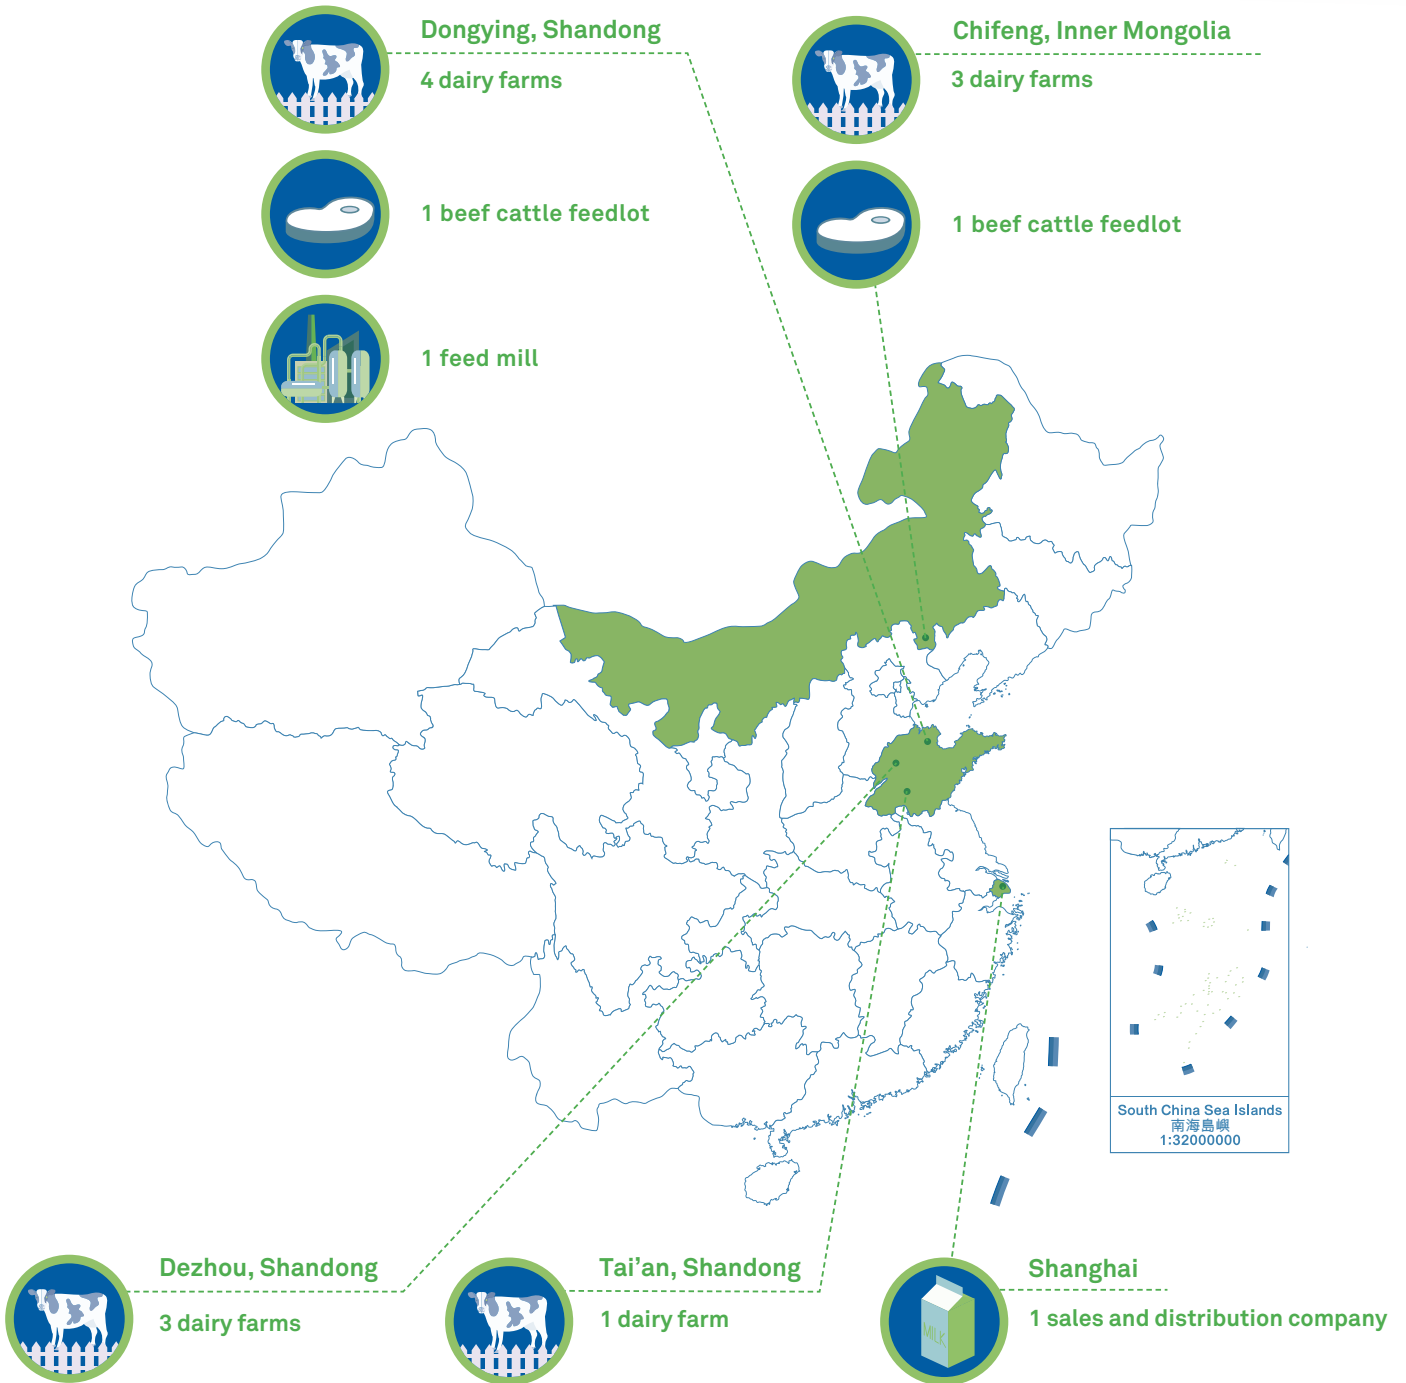 Dongying, Shandong
4 dairy farms
1 beef cattle feedlot
1 feed mill
Chifeng, Inner Mongolia
3 dairy farms
1 beef cattle feedlot
South China Sea Islands
南海島嶼
1:32000000
Dezhou, Shandong
3 dairy farms
Tai’an, Shandong
1 dairy farm
MILK
Shanghai
1 sales and distribution company